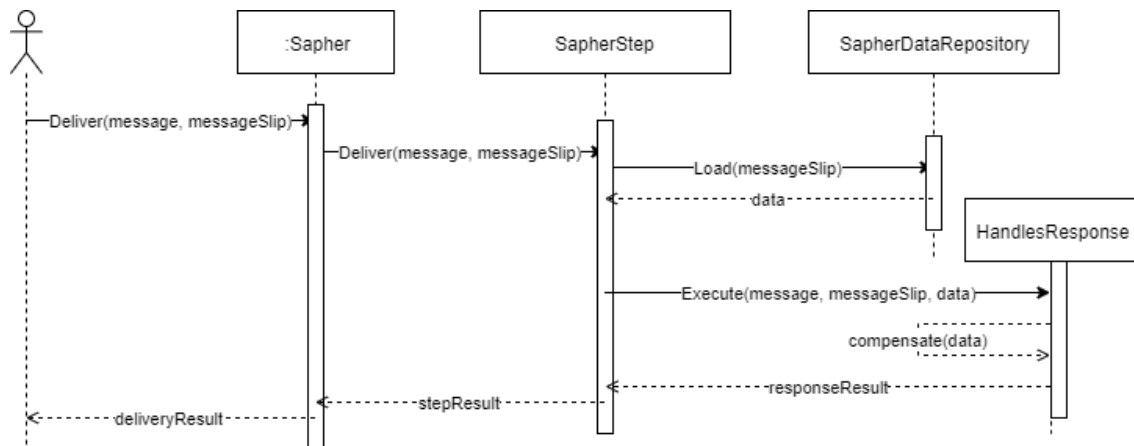 :Sapher
SapherStep
SapherDataRepository
Deliver(message, messageSlip)
Deliver(message, messageSlip)
Load(messageSlip)
data
HandlesResponse
Execute(message, messageSlip, data)
compensate(data)
responseResult
stepResult
deliveryResult